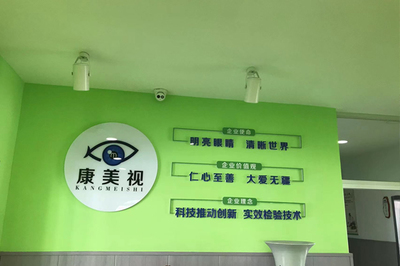 康美视
KANGMEISHI
企业使命
明亮眼睛 清晰世界
企业价值观
仁心至善 大爱无疆
企业理念
科技推动创新 实效检验技术